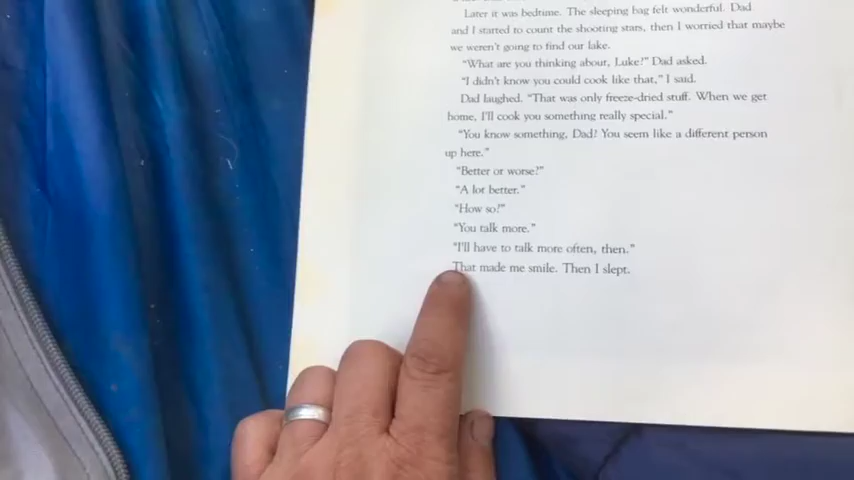 Later it was bedtime. The sleeping bag felt wonderful. Dad
and I started to count the shooting stars, then I worried that maybe
we weren't going to find our lake.
"What are you thinking about, Luke?" Dad asked.
"I didn't know you could cook like that," I said.
Dad laughed. "That was only freeze-dried stuff. When we get
home, I'll cook you something really special."
"You know something, Dad? You seem like a different person
up here."
"Better or worse?"
"A lot better."
"How so?"
"You talk more."
"I'll have to talk more often, then."
That made me smile. Then I slept.